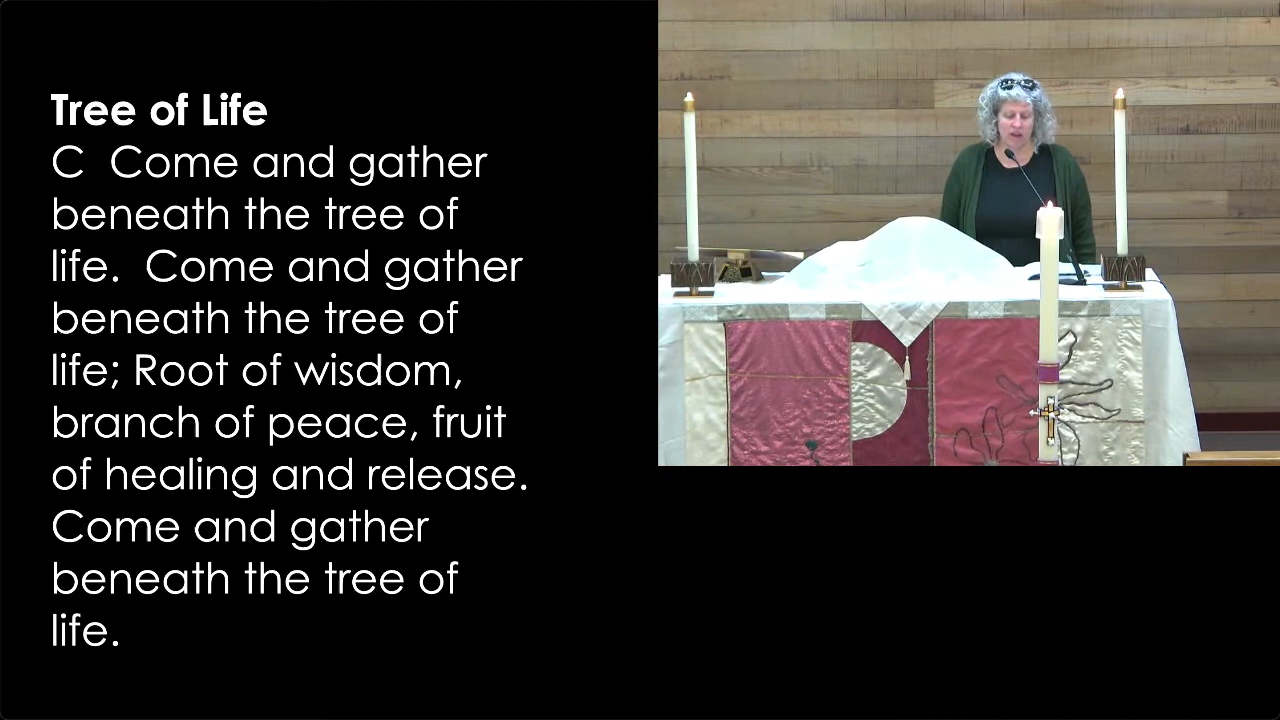 Tree of Life
C  Come and gather
beneath the tree of
life.  Come and gather
beneath the tree of
life; Root of wisdom,
branch of peace, fruit
of healing and release.
Come and gather
beneath the tree of
life.